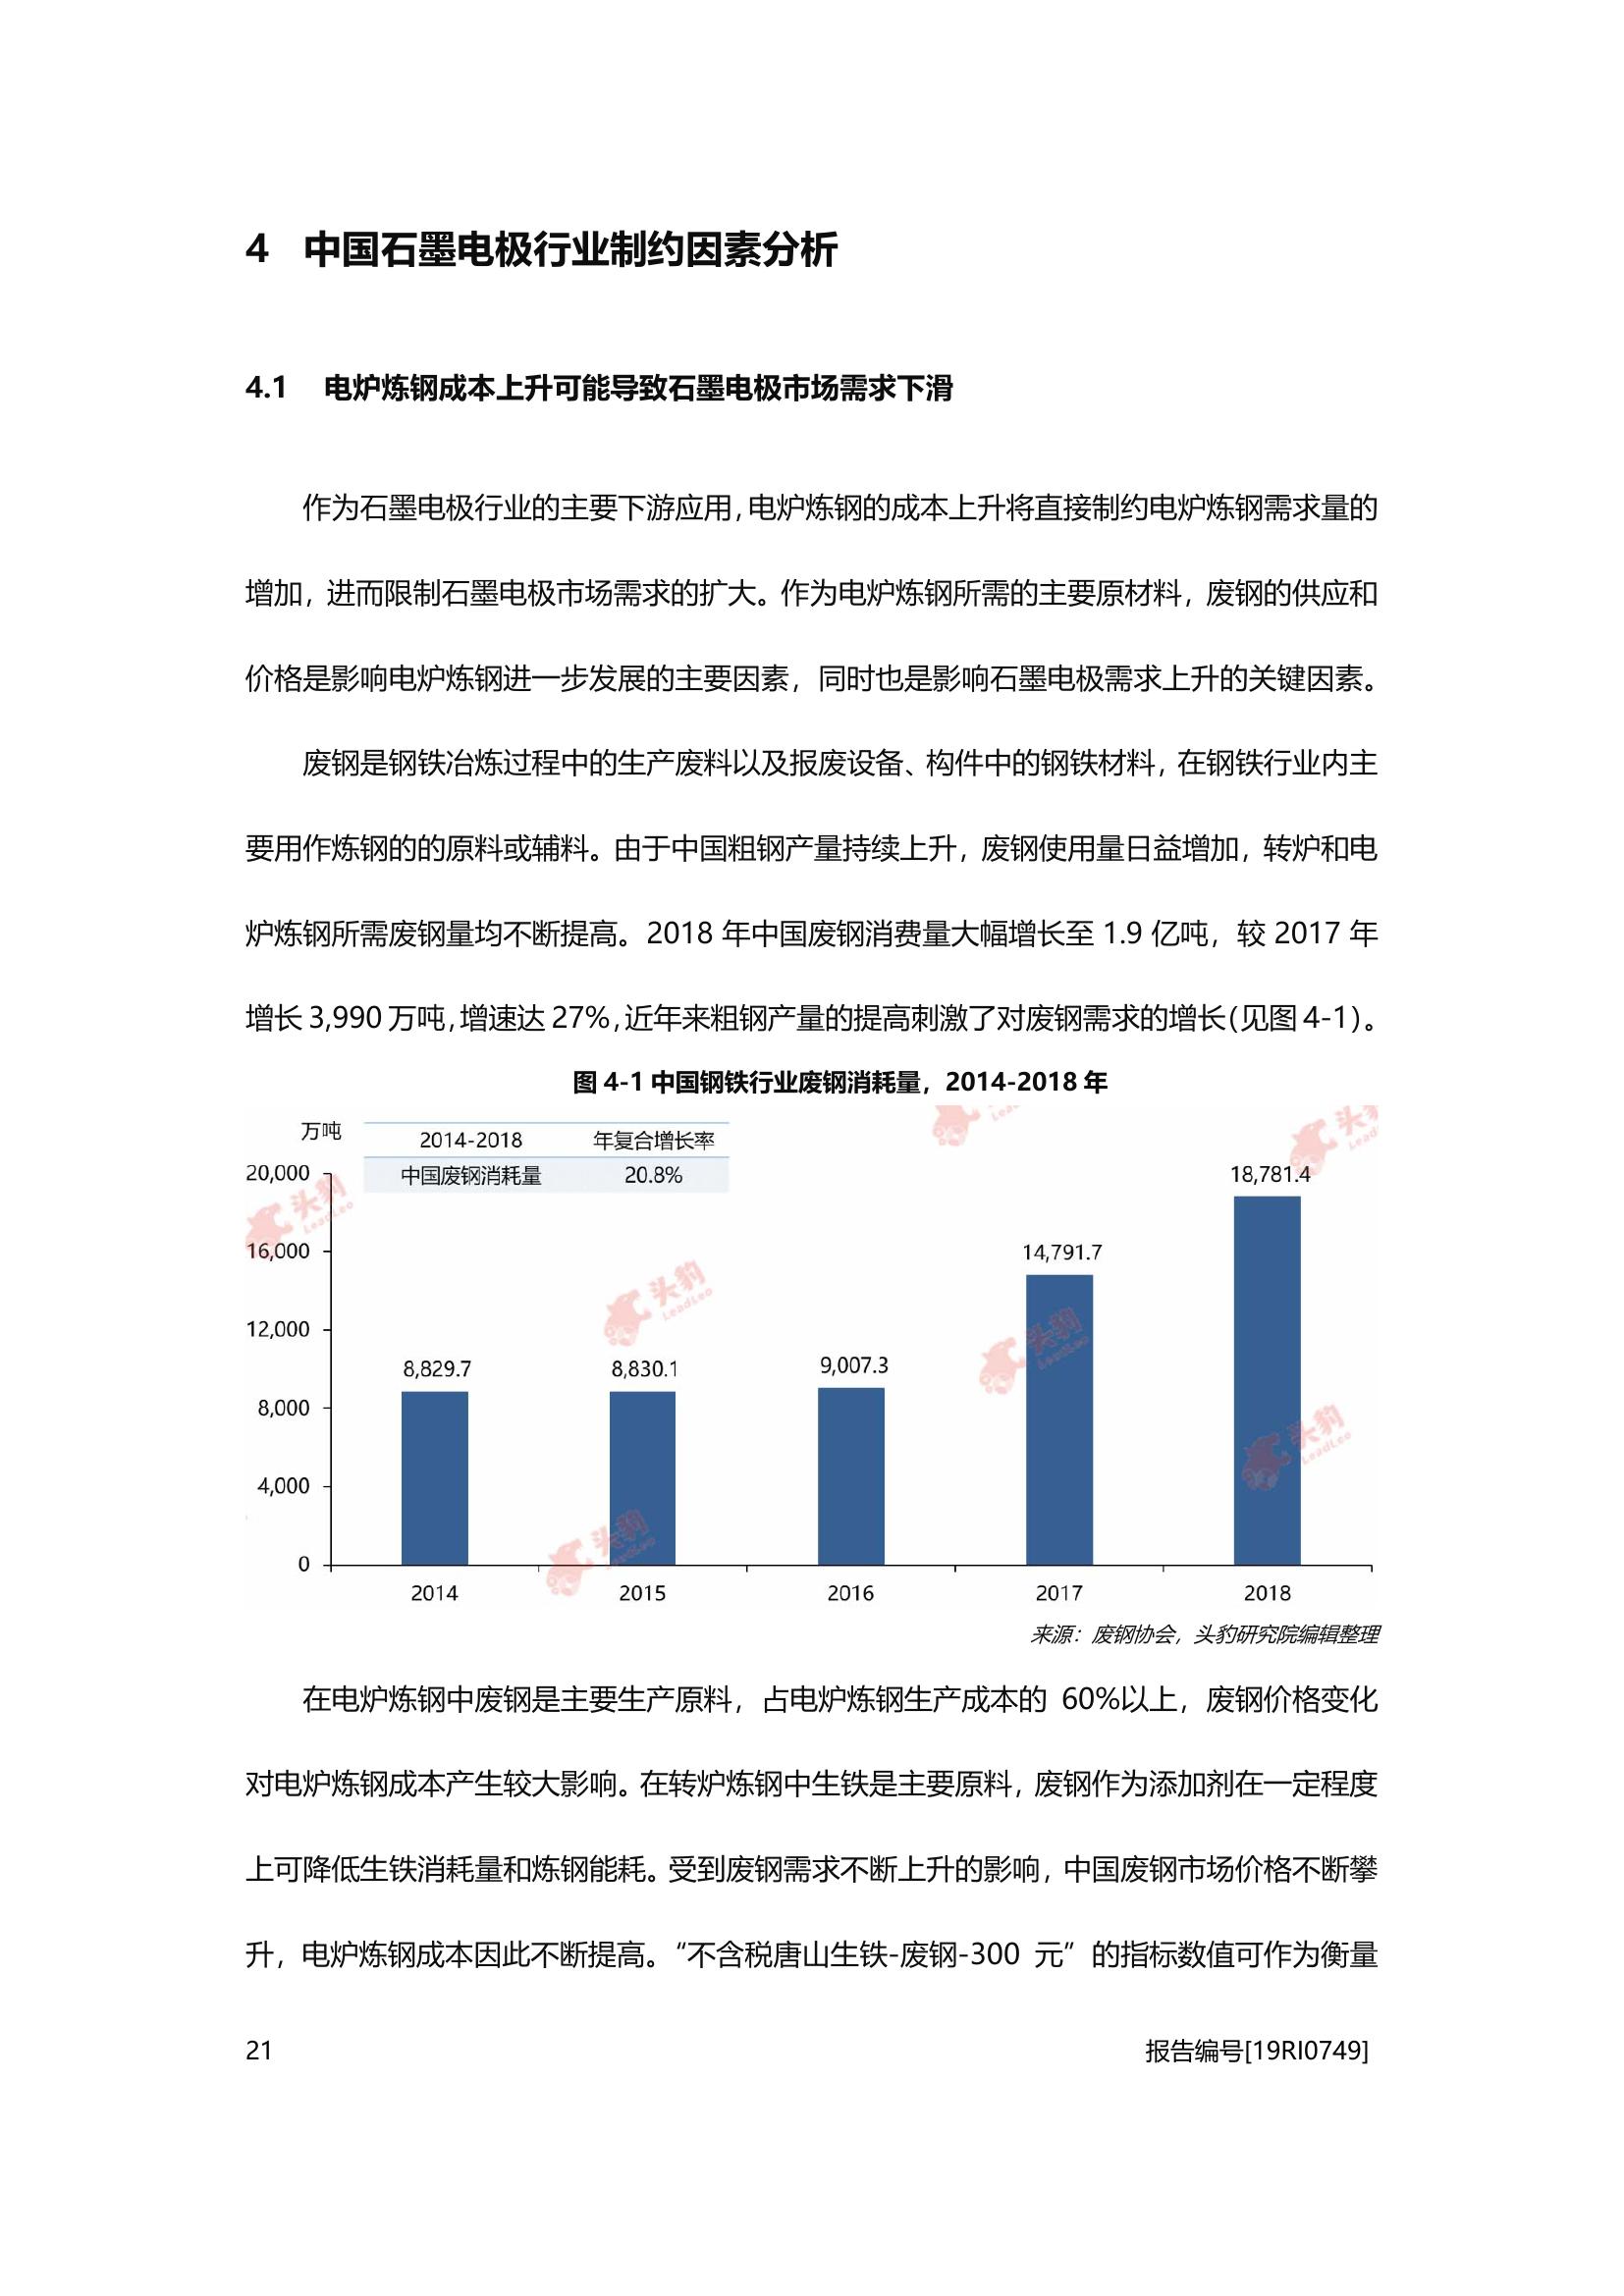 4 中国石墨电极行业制约因素分析
4.1 电炉炼钢成本上升可能导致石墨电极市场需求下滑
作为石墨电极行业的主要下游应用，电炉炼钢的成本上升将直接制约电炉炼钢需求量的
增加，进而限制石墨电极市场需求的扩大。作为电炉炼钢所需的主要原材料，废钢的供应和
价格是影响电炉炼钢进一步发展的主要因素，同时也是影响石墨电极需求上升的关键因素。
废钢是钢铁冶炼过程中的生产废料以及报废设备、构件中的钢铁材料，在钢铁行业内主
要用作炼钢的的原料或辅料。由于中国粗钢产量持续上升，废钢使用量日益增加，转炉和电
炉炼钢所需废钢量均不断提高。2018 年中国废钢消费量大幅增长至 1.9 亿吨，较 2017 年
增长 3,990 万吨，增速达 27%，近年来粗钢产量的提高刺激了对废钢需求的增长（见图 4-1）。
图 4-1 中国钢铁行业废钢消耗量，2014-2018 年
万吨
2014-2018 年复合增长率
中国废钢消耗量 20.8%
20,000
16,000
12,000
8,000
4,000
0
8,829.7
8,830.1
9,007.3
14,791.7
18,781.4
2014 2015 2016 2017 2018
头豹
LeadLeo
头豹
LeadLeo
头豹
LeadLeo
头豹
LeadLeo
头豹
LeadLeo
头豹
LeadLeo
来源：废钢协会，头豹研究院编辑整理
在电炉炼钢中废钢是主要生产原料，占电炉炼钢生产成本的 60%以上，废钢价格变化
对电炉炼钢成本产生较大影响。在转炉炼钢中生铁是主要原料，废钢作为添加剂在一定程度
上可降低生铁消耗量和炼钢能耗。受到废钢需求不断上升的影响，中国废钢市场价格不断攀
升，电炉炼钢成本因此不断提高。“不含税唐山生铁-废钢-300 元”的指标数值可作为衡量
21 报告编号[19RI0749]